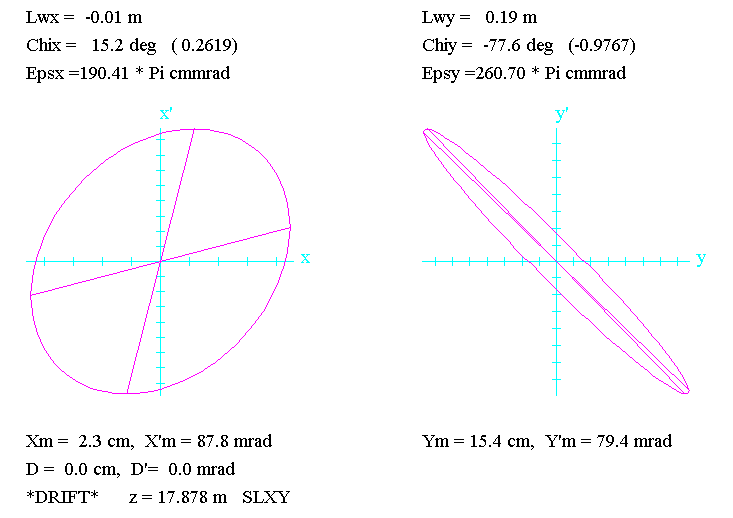 Lwx = -0.01 m
Chix = 15.2 deg ( 0.2619)
Epsx =190.41 * Pi cmmrad
Lwy = 0.19 m
Chiy = -77.6 deg (-0.9767)
Epsy =260.70 * Pi cmmrad
x'
x
y'
y
Xm = 2.3 cm, X'm = 87.8 mrad
D = 0.0 cm, D'= 0.0 mrad
*DRIFT* z = 17.878 m SLXY
Ym = 15.4 cm, Y'm = 79.4 mrad